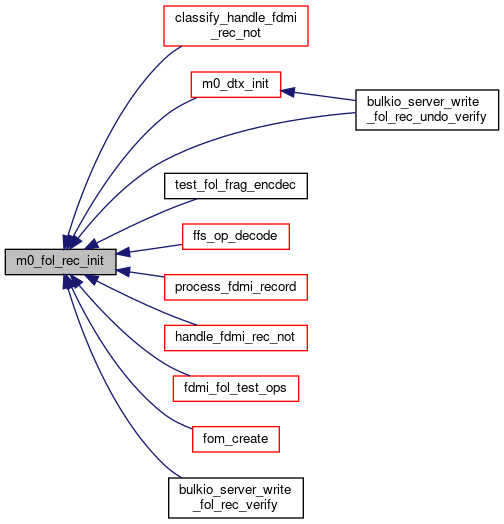 classify_handle_fdmi
_rec_not
m0_dtx_init
bulkio_server_write
_fol_rec_undo_verify
test_fol_frag_encdec
ffs_op_decode
m0_fol_rec_init
process_fdmi_record
handle_fdmi_rec_not
fdmi_fol_test_ops
fom_create
bulkio_server_write
_fol_rec_verify